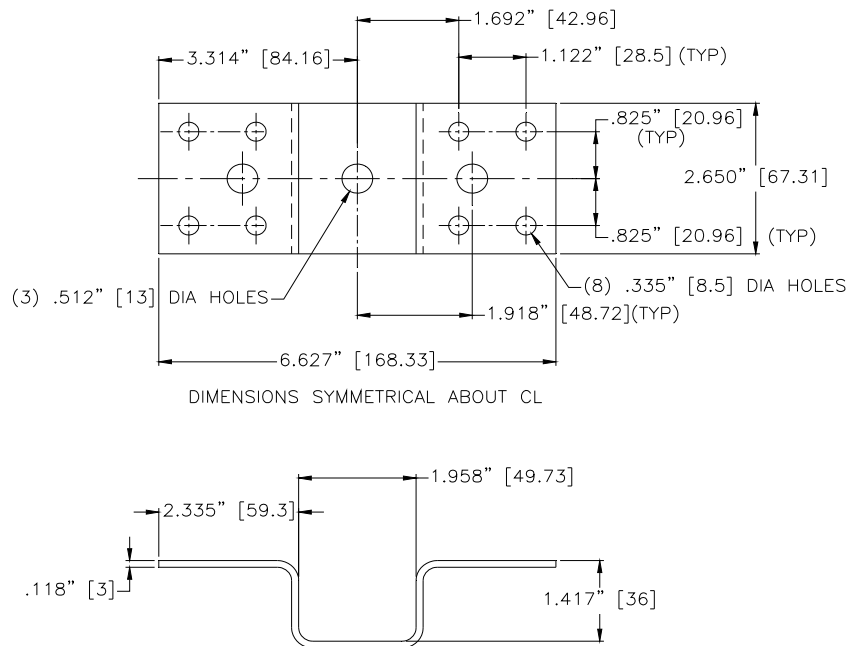 1.692” [42.96]
3.314” [84.16]
1.122” [28.5] (TYP)
.825” [20.96]
(TYP)
2.650” [67.31]
.825” [20.96] (TYP)
(3) .512” [13] DIA HOLES
(8) .335” [8.5] DIA HOLES
1.918” [48.72](TYP)
6.627” [168.33]
DIMENSIONS SYMMETRICAL ABOUT CL
1.958” [49.73]
2.335” [59.3]
.118” [3]
1.417” [36]